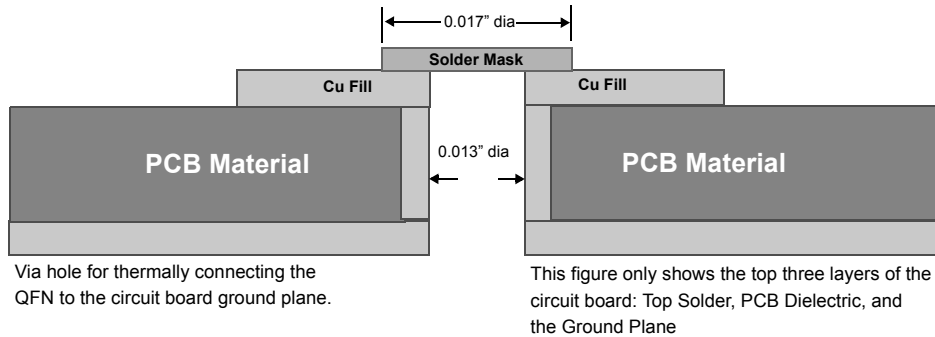 0.017” dia
Solder Mask
Cu Fill
Cu Fill
PCB Material
0.013” dia
PCB Material
Via hole for thermally connecting the
QFN to the circuit board ground plane.
This figure only shows the top three layers of the
circuit board: Top Solder, PCB Dielectric, and
the Ground Plane